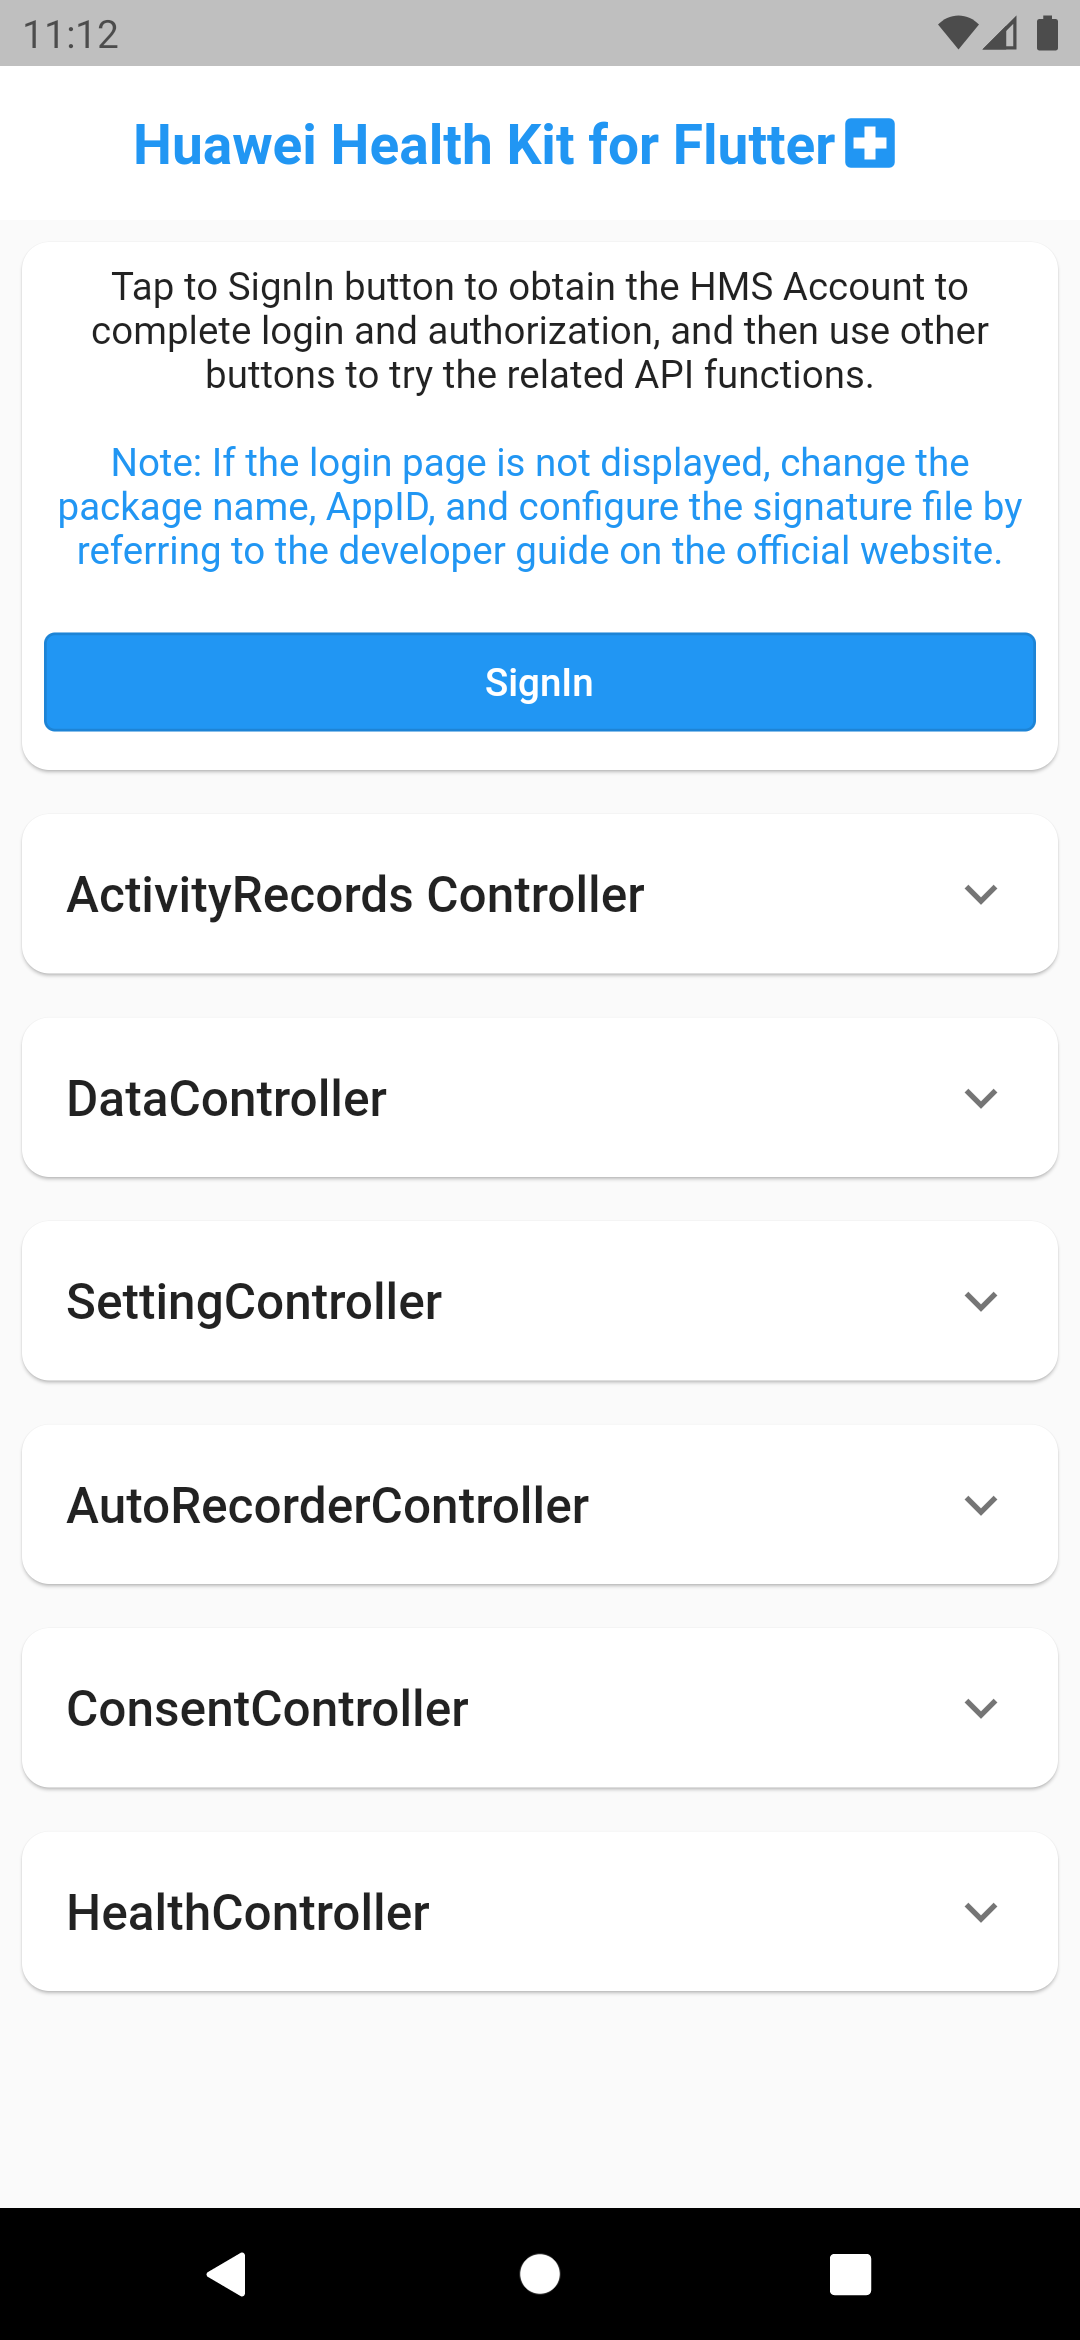 11:12
Huawei Health Kit for Flutter
Tap to SignIn button to obtain the HMS Account to
complete login and authorization, and then use other
buttons to try the related API functions.
Note: If the login page is not displayed, change the
package name, AppID, and configure the signature file by
referring to the developer guide on the official website.
SignIn
ActivityRecords Controller
DataController
SettingController
AutoRecorderController
ConsentController
HealthController